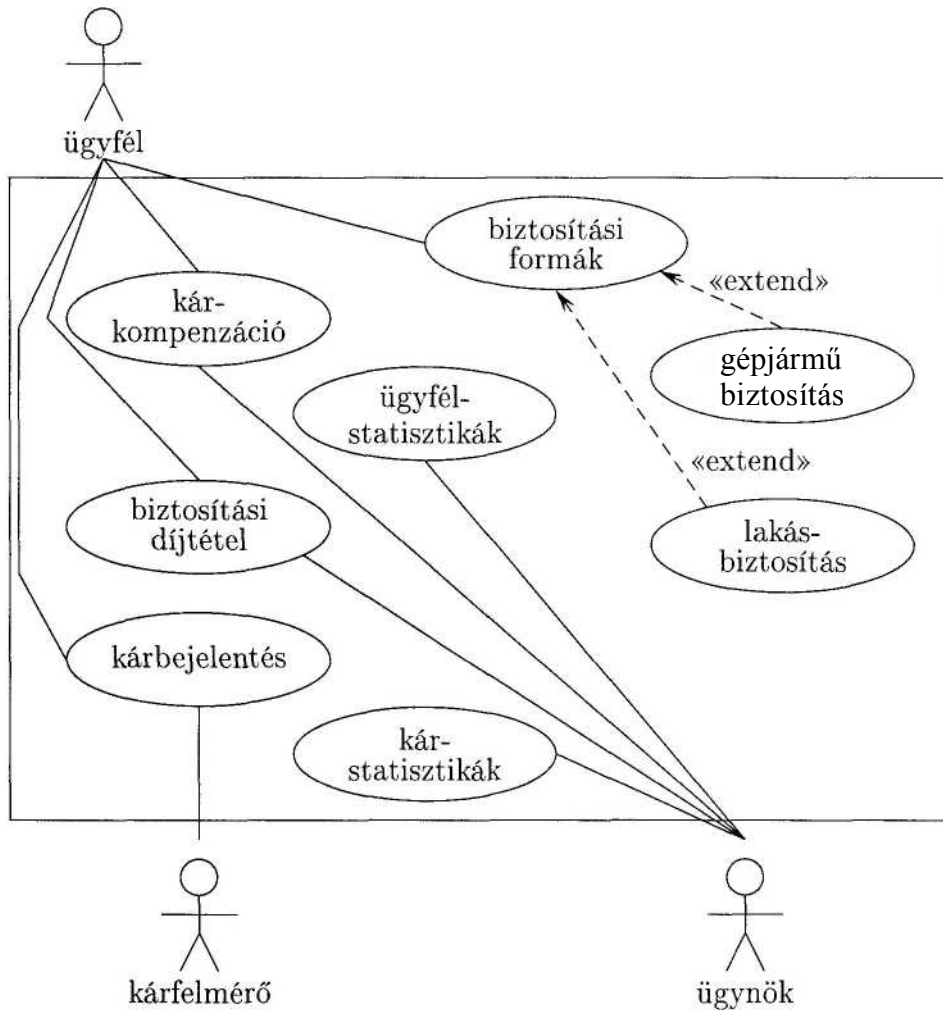 ügyfél
biztosítási
formák
«extend»
kár-
kompenzáció
gépjármű
biztosítás
ügyfél-
statisztikák
«extend»
biztosítási
díjtétel
lakás-
biztosítás
kárbejelentés
kár-
statisztikák
kárfelmérő
ügynök